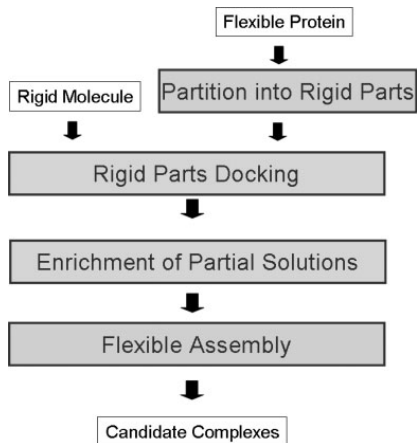 Flexible Protein
Partition into Rigid Parts
Rigid Molecule
Rigid Parts Docking
Enrichment of Partial Solutions
Flexible Assembly
Candidate Complexes